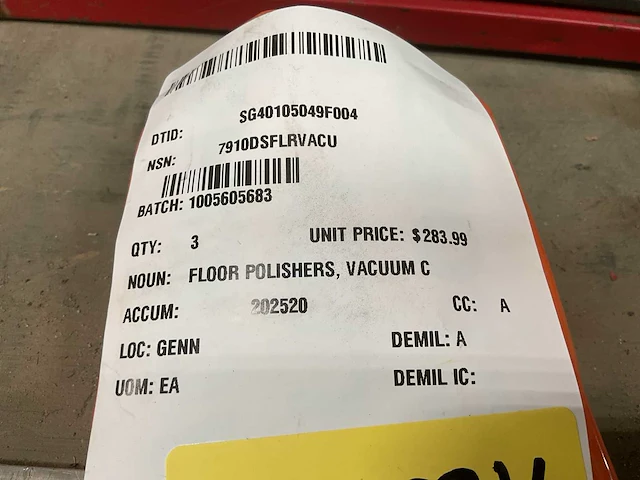 DTID: SG40105049F004
NSN: 7910DSFLRVACU
BATCH: 1005605683
QTY: 3 UNIT PRICE: $283.99
NOUN: FLOOR POLISHERS, VACUUM C
ACCUM: 202520 CC: A
LOC: GENN DEMIL: A
UOM: EA DEMIL IC: